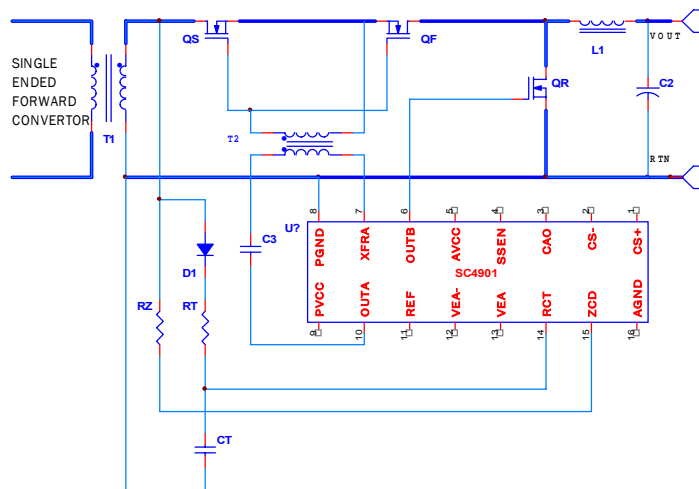 QS
QF
L1
VOUT
SINGLE
ENDED
FORWARD
CONVERTOR
T1
QR
C2
T2
RTN
8
7
6
5
4
3
2
1
U?
PGND
XFRA
OUTB
AVCC
SSEN
CAO
CS-
CS+
C3
SC4901
D1
PVCC
OUTA
REF
VEA-
VEA
RCT
ZCD
AGND
RZ
RT
9
10
11
12
13
14
15
16
CT